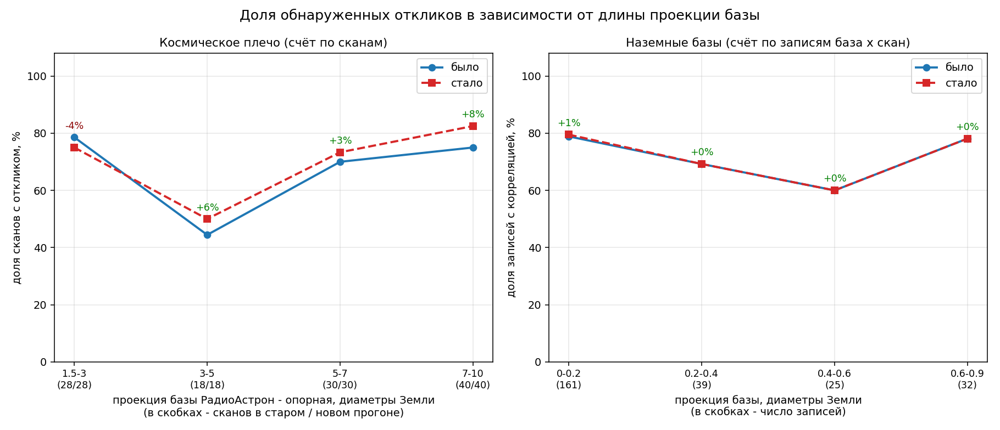 Доля обнаруженных откликов в зависимости от длины проекции базы
Космическое плечо (счёт по сканам)
доля сканов с откликом, %
100
80
60
40
20
0
было
стало
-4%
+6%
+3%
+8%
1.5-3
(28/28)
3-5
(18/18)
5-7
(30/30)
7-10
(40/40)
проекция базы РадиоАстрон - опорная, диаметры Земли
(в скобках - сканов в старом / новом прогоне)
Наземные базы (счёт по записям база x скан)
доля записей с корреляцией, %
100
80
60
40
20
0
было
стало
+1%
+0%
+0%
+0%
0-0.2
(161)
0.2-0.4
(39)
0.4-0.6
(25)
0.6-0.9
(32)
проекция базы, диаметры Земли
(в скобках - число записей)